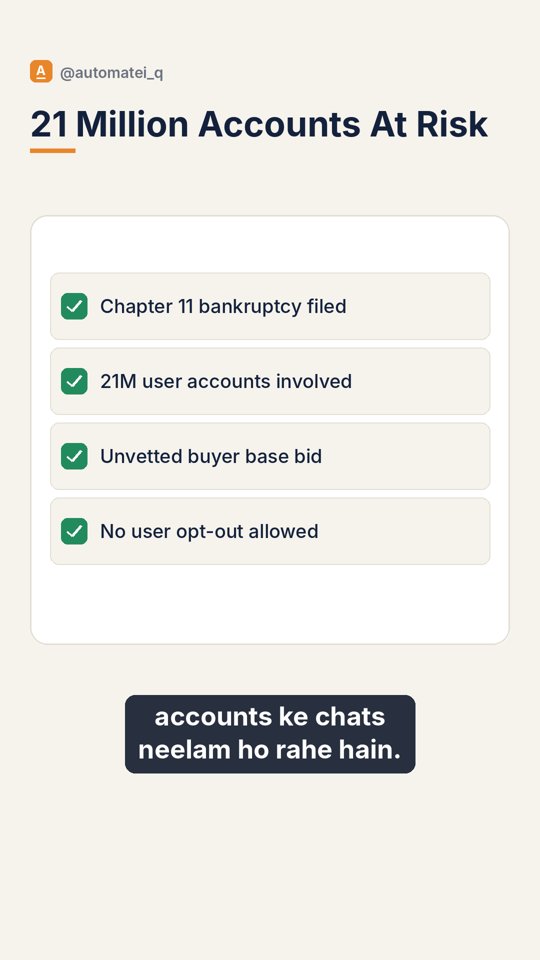 A
@automatei_q
21 Million Accounts At Risk
Chapter 11 bankruptcy filed
21M user accounts involved
Unvetted buyer base bid
No user opt-out allowed
accounts ke chats
neelam ho rahe hain.